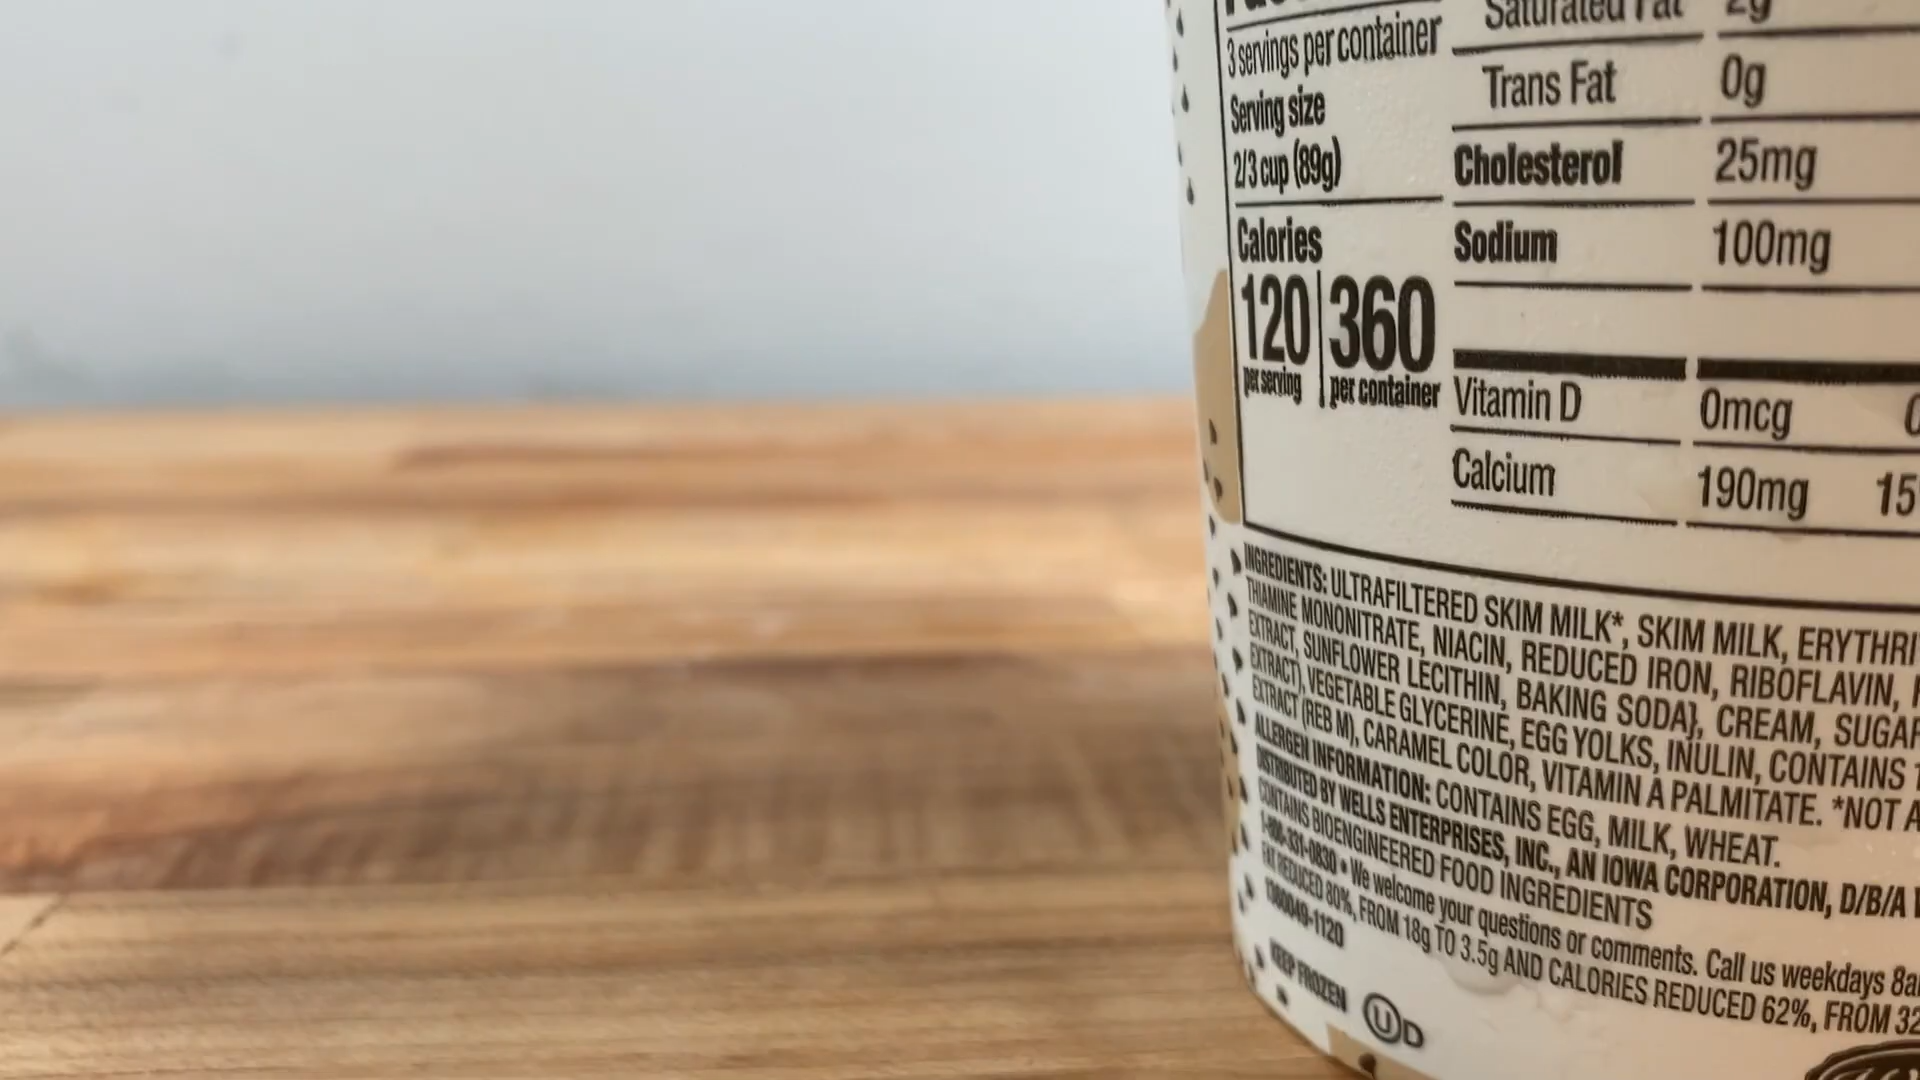 3 servings per container
Serving size
2/3 cup (89g)
Calories
120 360
per serving per container
Saturated Fat 2g
Trans Fat 0g
Cholesterol 25mg
Sodium 100mg
Vitamin D 0mcg
Calcium 190mg 15
INGREDIENTS: ULTRAFILTERED SKIM MILK*, SKIM MILK, ERYTHRI
THIAMINE MONONITRATE, NIACIN, REDUCED IRON, RIBOFLAVIN,
EXTRACT, SUNFLOWER LECITHIN, BAKING SODA}, CREAM, SUGAR
EXTRACT), VEGETABLE GLYCERINE, EGG YOLKS, INULIN, CONTAINS
EXTRACT (REB M), CARAMEL COLOR, VITAMIN A PALMITATE. *NOT A
ALLERGEN INFORMATION: CONTAINS EGG, MILK, WHEAT.
DISTRIBUTED BY WELLS ENTERPRISES, INC., AN IOWA CORPORATION, D/B/A
CONTAINS BIOENGINEERED FOOD INGREDIENTS
1-800-331-0830 • We welcome your questions or comments. Call us weekdays 8a
FAT REDUCED 80%, FROM 18g TO 3.5g AND CALORIES REDUCED 62%, FROM 32
1380049-1120
KEEP FROZEN
U D